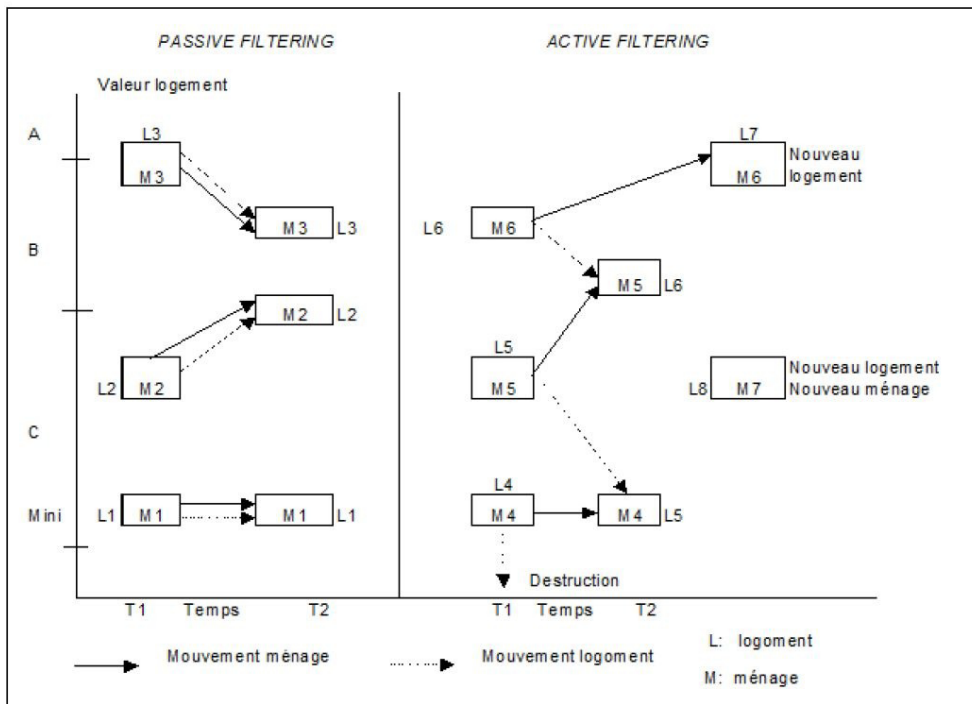 PASSIVE FILTERING
ACTIVE FILTERING
Valeur logement
A
L3
M3
M3 L3
B
M2 L2
L2 M2
C
Mini
L1 M1
M1 L1
L7
M6
Nouveau
logement
L6 M6
M5 L6
L5
M5
L8 M7
Nouveau logement
Nouveau ménage
L4
M4
M4 L5
Destruction
T1 Temps T2
T1 Temps T2
Mouvement ménage
Mouvement logoment
L: logoment
M: ménage